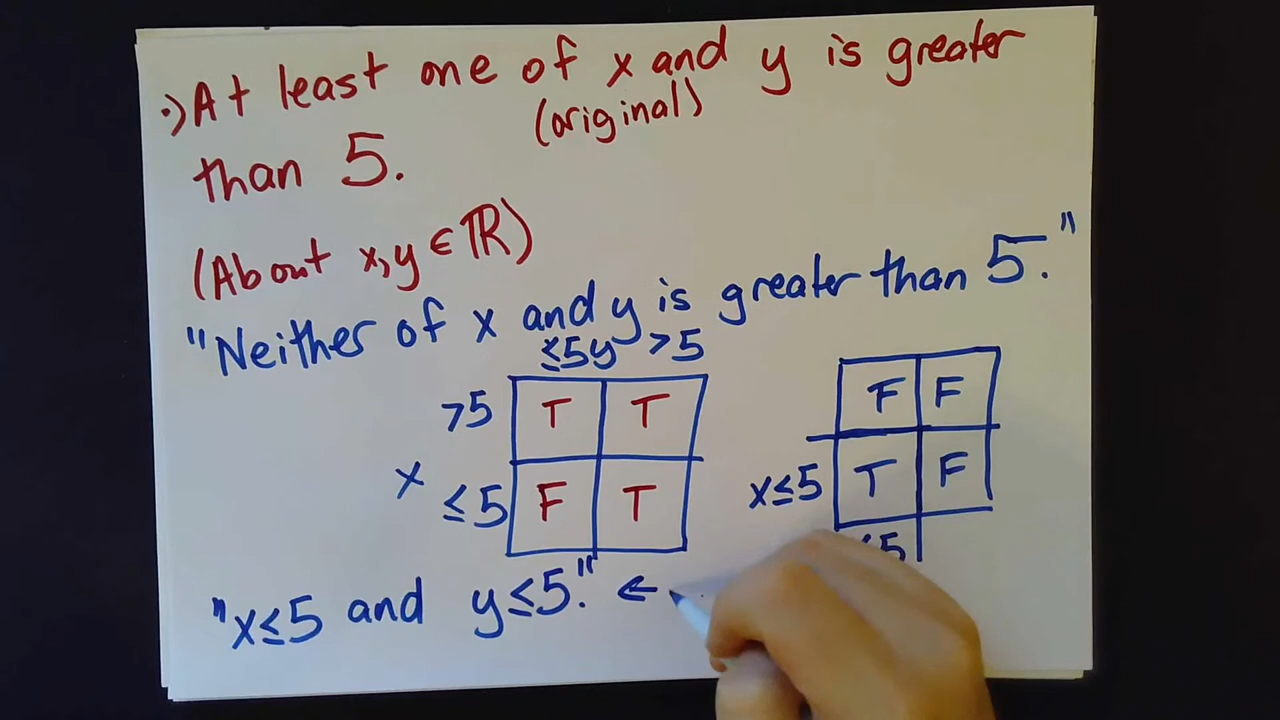 ·) At least one of x and y is greater
(original)
than 5.
(About x, y ∈ ℝ)
"Neither of x and y is greater than 5."
≤5 y >5
>5 T T F F
x ≤5 F T x≤5 T F
≤5
"x≤5 and y≤5." ←